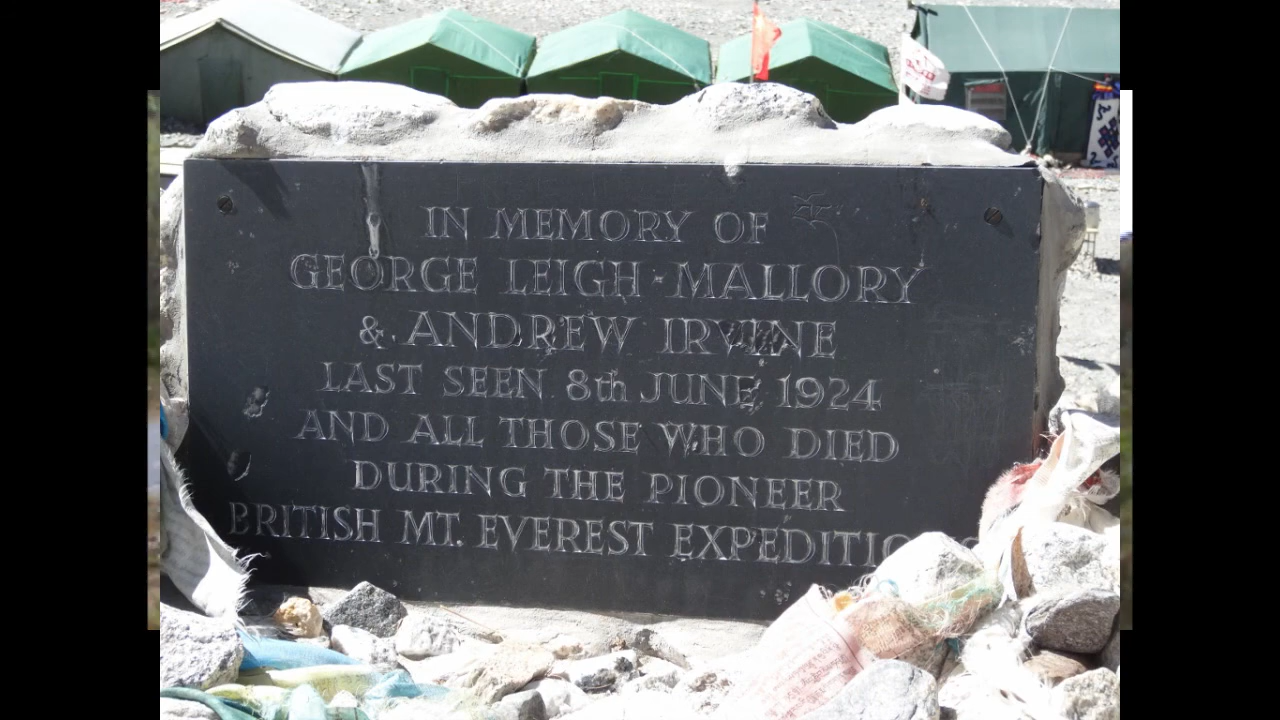 IN MEMORY OF
GEORGE LEIGH-MALLORY
& ANDREW IRVINE
LAST SEEN 8th JUNE 1924
AND ALL THOSE WHO DIED
DURING THE PIONEER
BRITISH MT. EVEREST EXPEDITIO